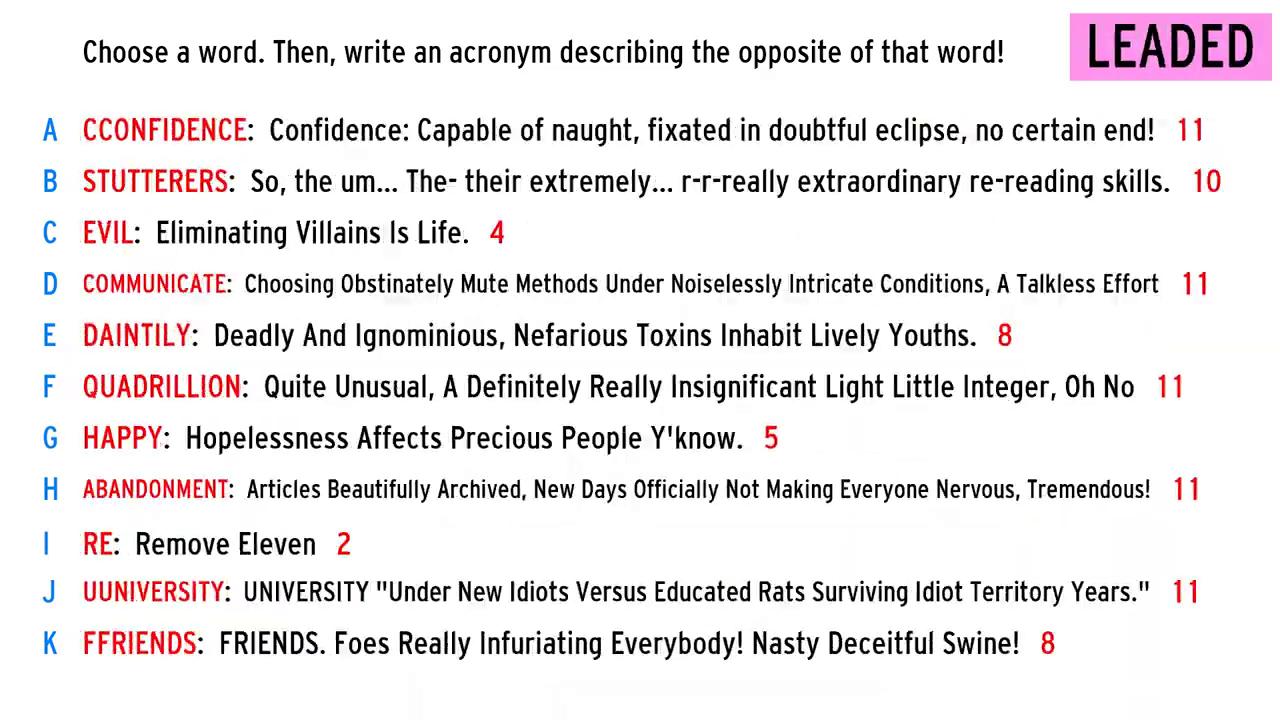 Choose a word. Then, write an acronym describing the opposite of that word!
LEADED
A CCONFIDENCE: Confidence: Capable of naught, fixated in doubtful eclipse, no certain end! 11
B STUTTERERS: So, the um... The- their extremely... r-r-really extraordinary re-reading skills. 10
C EVIL: Eliminating Villains Is Life. 4
D COMMUNICATE: Choosing Obstinately Mute Methods Under Noiselessly Intricate Conditions, A Talkless Effort 11
E DAINTILY: Deadly And Ignominious, Nefarious Toxins Inhabit Lively Youths. 8
F QUADRILLION: Quite Unusual, A Definitely Really Insignificant Light Little Integer, Oh No 11
G HAPPY: Hopelessness Affects Precious People Y'know. 5
H ABANDONMENT: Articles Beautifully Archived, New Days Officially Not Making Everyone Nervous, Tremendous! 11
I RE: Remove Eleven 2
J UUNIVERSITY: UNIVERSITY "Under New Idiots Versus Educated Rats Surviving Idiot Territory Years." 11
K FFRIENDS: FRIENDS. Foes Really Infuriating Everybody! Nasty Deceitful Swine! 8